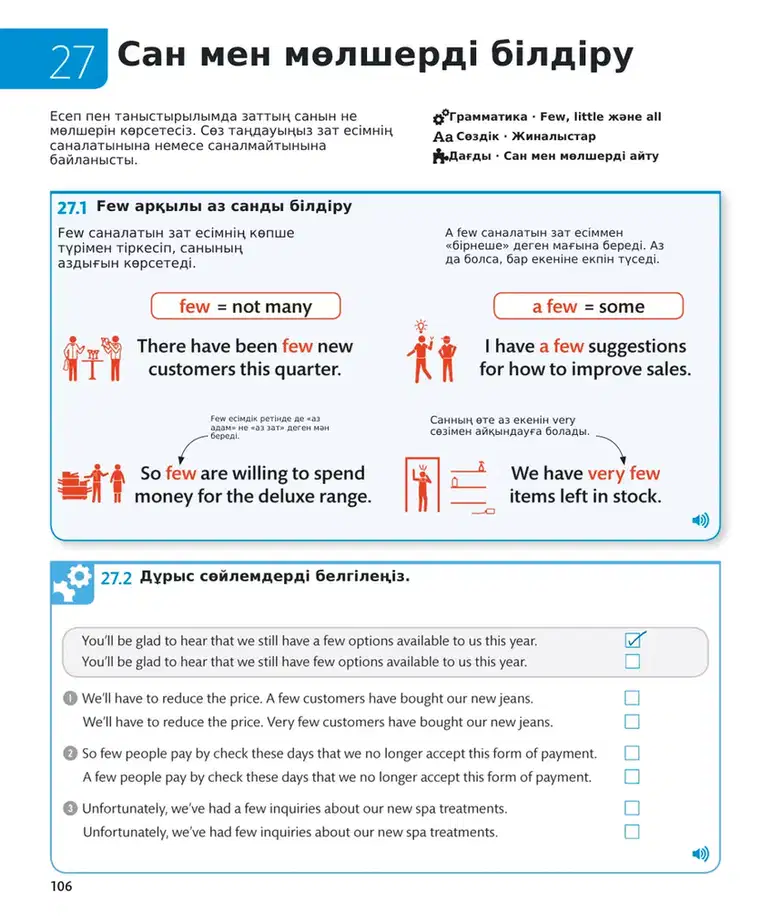 27 Сан мен мөлшерді білдіру
Есеп пен таныстырылымда заттың санын не
мөлшерін көрсетесіз. Сөз таңдауыңыз зат есімнің
саналатынына немесе саналмайтынына
байланысты.
Грамматика · Few, little және all
Aa Сөздік · Жиналыстар
Дағды · Сан мен мөлшерді айту
27.1 Few арқылы аз санды білдіру
Few саналатын зат есімнің көпше
түрімен тіркесіп, санының
аздығын көрсетеді.
A few саналатын зат есіммен
«бірнеше» деген мағына береді. Аз
да болса, бар екеніне екпін түседі.
few = not many
a few = some
There have been few new
customers this quarter.
I have a few suggestions
for how to improve sales.
Few есімдік ретінде де «аз
адам» не «аз зат» деген мән
береді.
Санның өте аз екенін very
сөзімен айқындауға болады.
So few are willing to spend
money for the deluxe range.
We have very few
items left in stock.
27.2 Дұрыс сөйлемдерді белгілеңіз.
You'll be glad to hear that we still have a few options available to us this year.
You'll be glad to hear that we still have few options available to us this year.
1 We'll have to reduce the price. A few customers have bought our new jeans.
We'll have to reduce the price. Very few customers have bought our new jeans.
2 So few people pay by check these days that we no longer accept this form of payment.
A few people pay by check these days that we no longer accept this form of payment.
3 Unfortunately, we've had a few inquiries about our new spa treatments.
Unfortunately, we've had few inquiries about our new spa treatments.
106